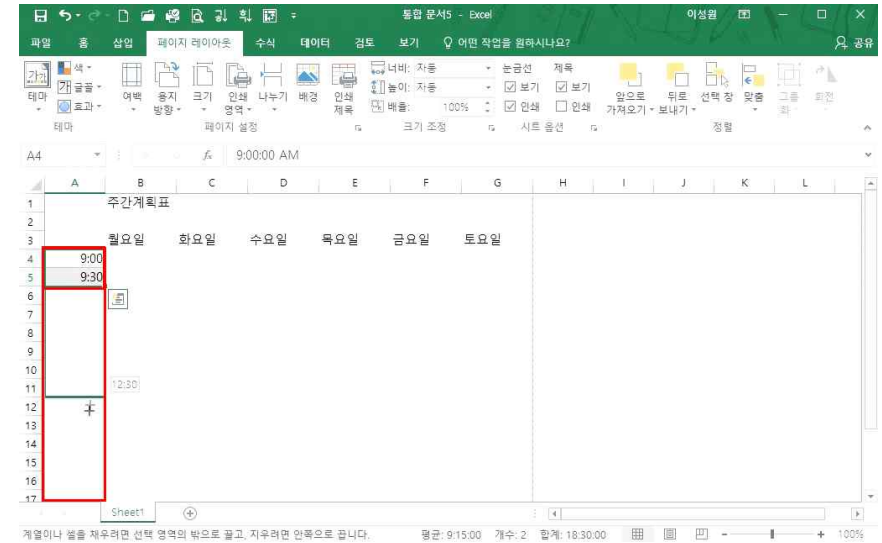 통합 문서5 - Excel
이성원
파일 홈 삽입 페이지 레이아웃 수식 데이터 검토 보기 어떤 작업을 원하시나요? 공유
가가 테마
색
가 글꼴
효과
여백
용지 방향
크기
인쇄 영역
나누기
배경
인쇄 제목
너비: 자동
높이: 자동
배율: 100%
눈금선 제목
보기 보기
인쇄 인쇄
앞으로 가져오기
뒤로 보내기
선택 창
맞춤
그룹화
회전
테마 페이지 설정 크기 조정 시트 옵션 정렬
A4 fx 9:00:00 AM
A B C D E F G H I J K L
1 주간계획표
2
3 월요일 화요일 수요일 목요일 금요일 토요일
4 9:00
5 9:30
6
7
8
9
10
11 12:30
12
13
14
15
16
17
Sheet1
계열이나 셀을 채우려면 선택 영역의 밖으로 끌고, 지우려면 안쪽으로 끕니다. 평균: 9:15:00 개수: 2 합계: 18:30:00 100%